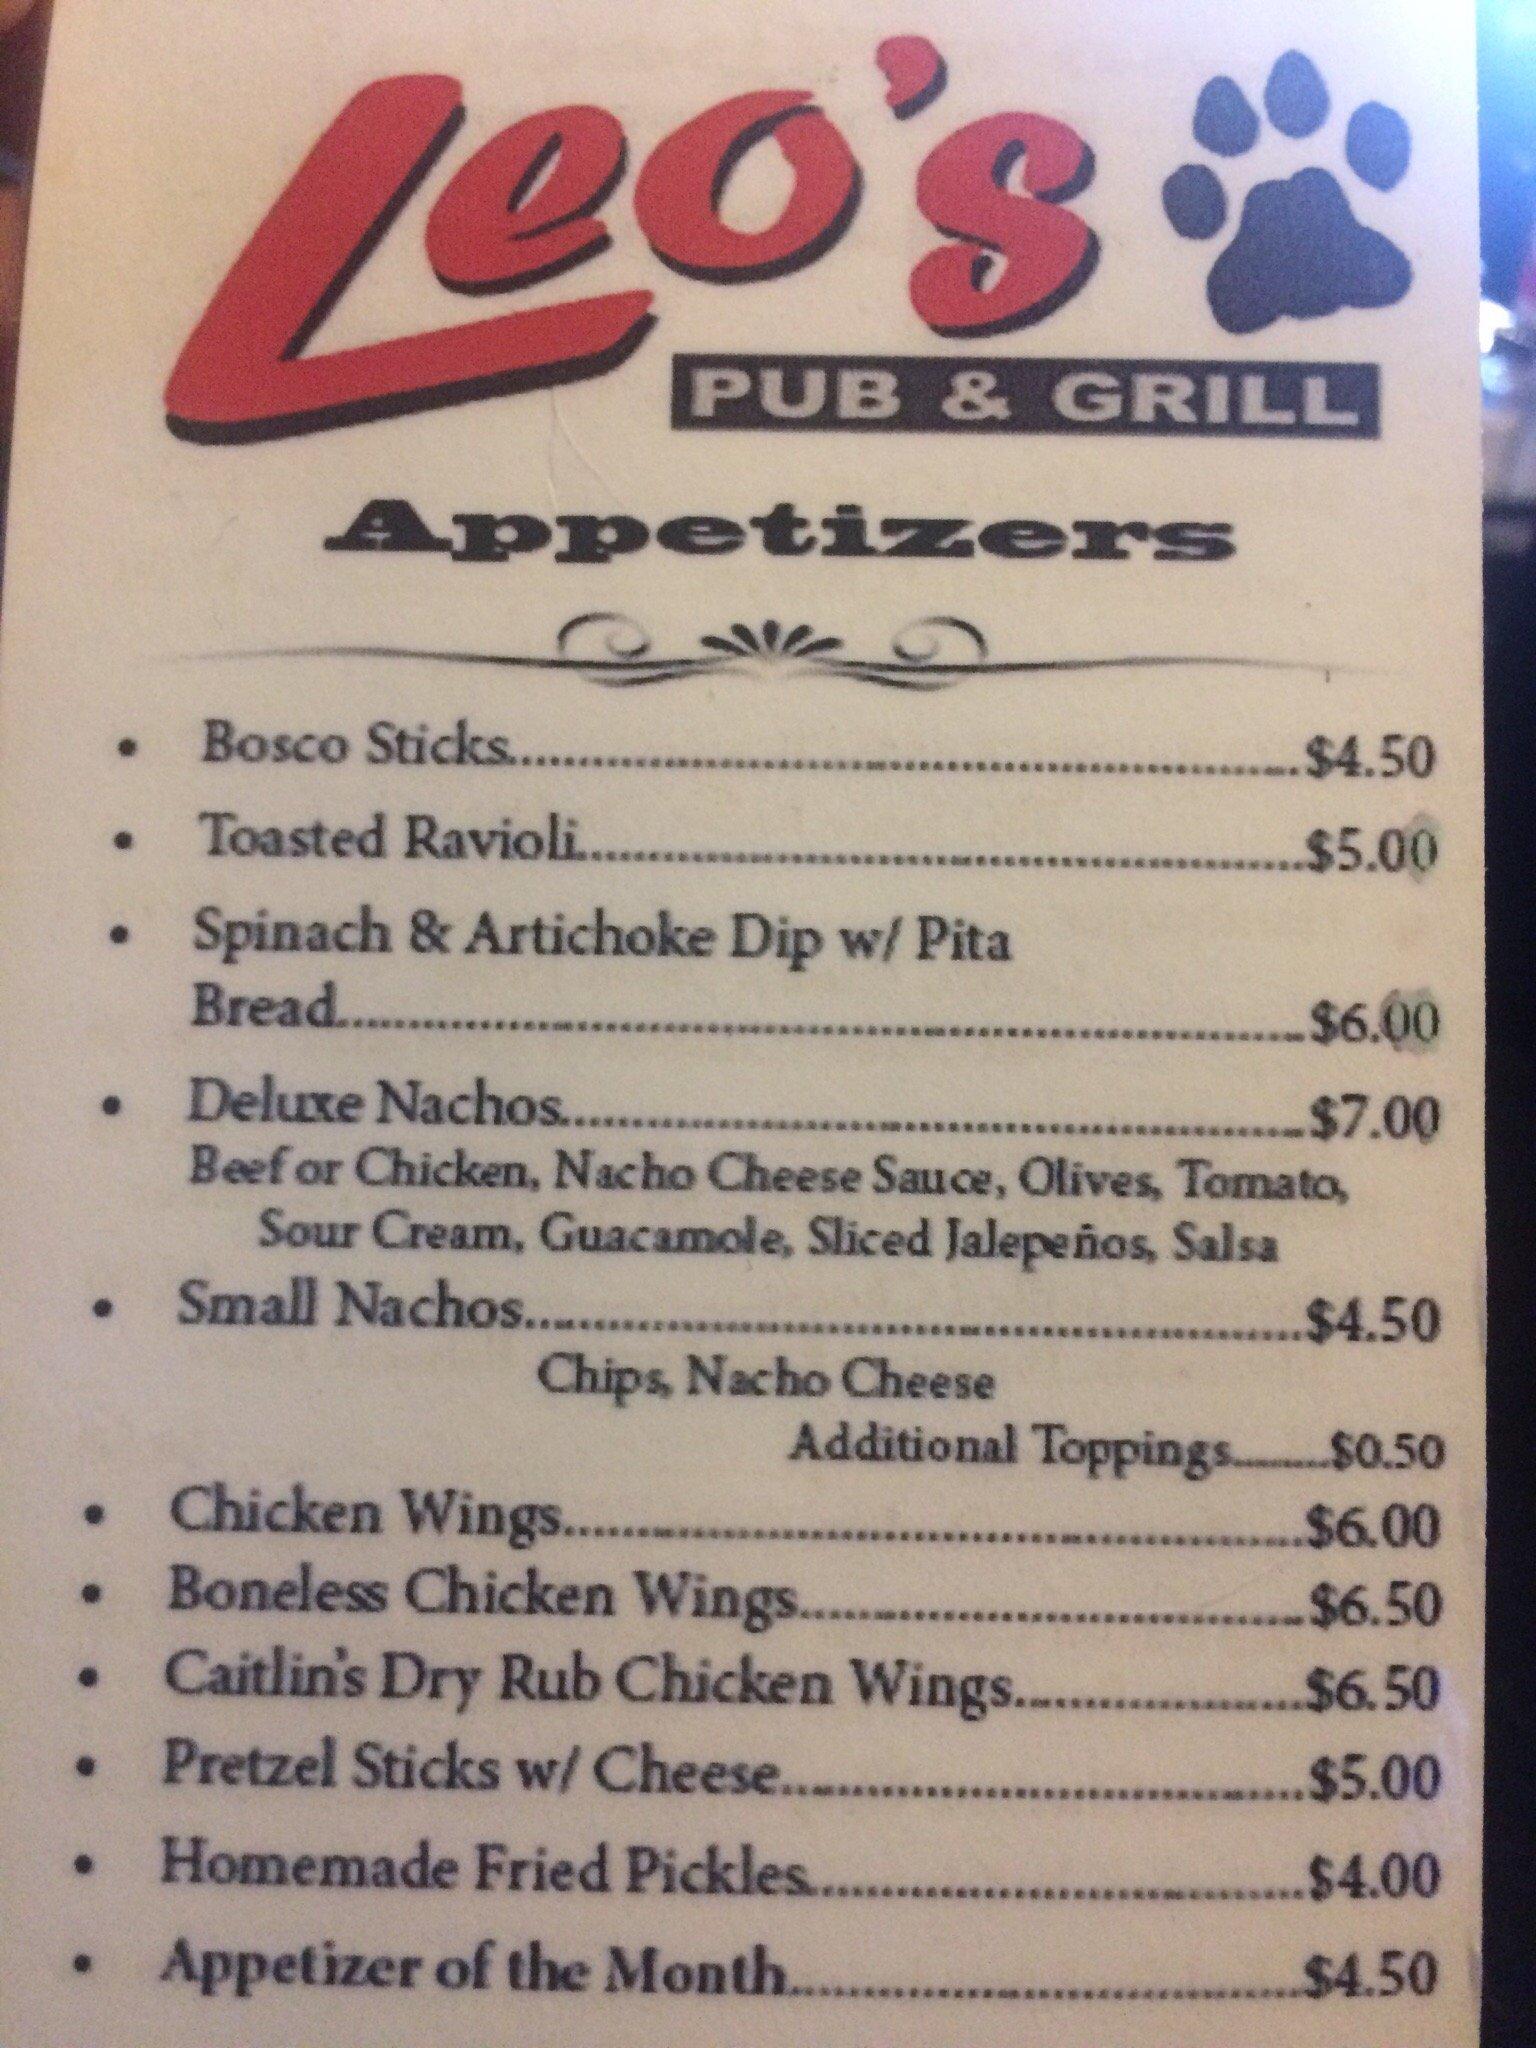 Leo's
PUB & GRILL
Appetizers
• Bosco Sticks........................................................$4.50
• Toasted Ravioli...................................................$5.00
• Spinach & Artichoke Dip w/ Pita
Bread....................................................................$6.00
• Deluxe Nachos....................................................$7.00
Beef or Chicken, Nacho Cheese Sauce, Olives, Tomato,
Sour Cream, Guacamole, Sliced Jalepeños, Salsa
• Small Nachos.......................................................$4.50
Chips, Nacho Cheese
Additional Toppings.........$0.50
• Chicken Wings....................................................$6.00
• Boneless Chicken Wings...................................$6.50
• Caitlin's Dry Rub Chicken Wings....................$6.50
• Pretzel Sticks w/ Cheese.....................................$5.00
• Homemade Fried Pickles...................................$4.00
• Appetizer of the Month....................................$4.50